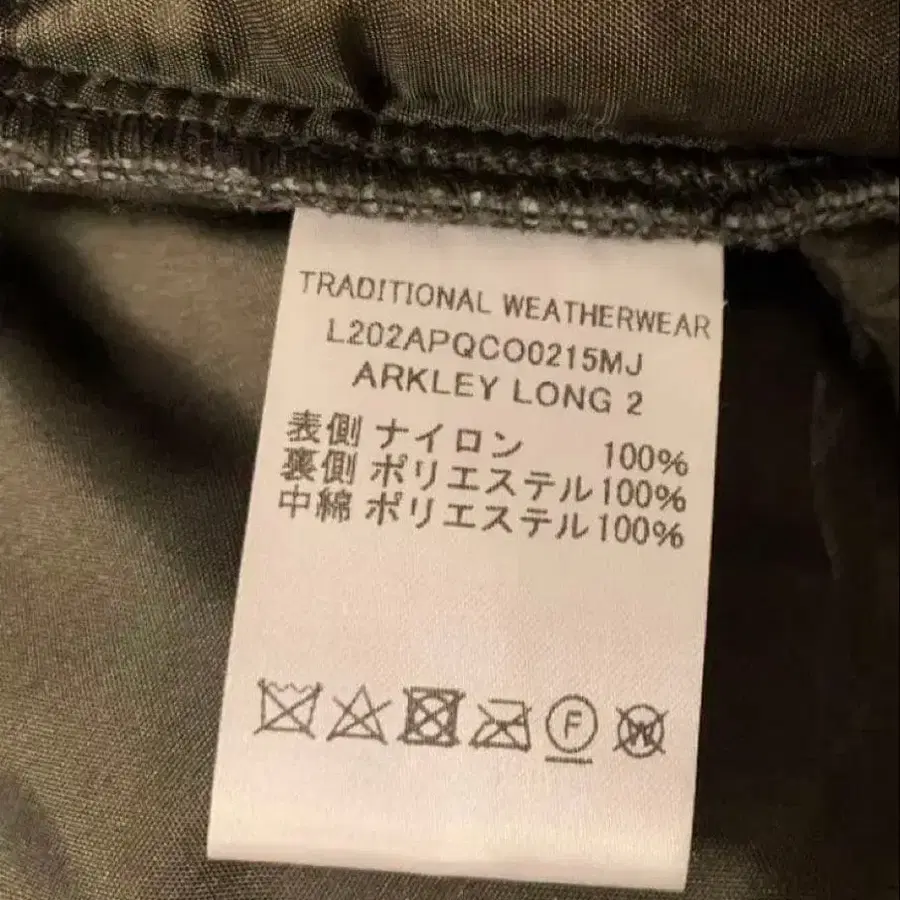 TRADITIONAL WEATHERWEAR
L202APQCO0215MJ
ARKLEY LONG 2
表側 ナイロン 100%
裏側 ポリエステル 100%
中綿 ポリエステル 100%
F W